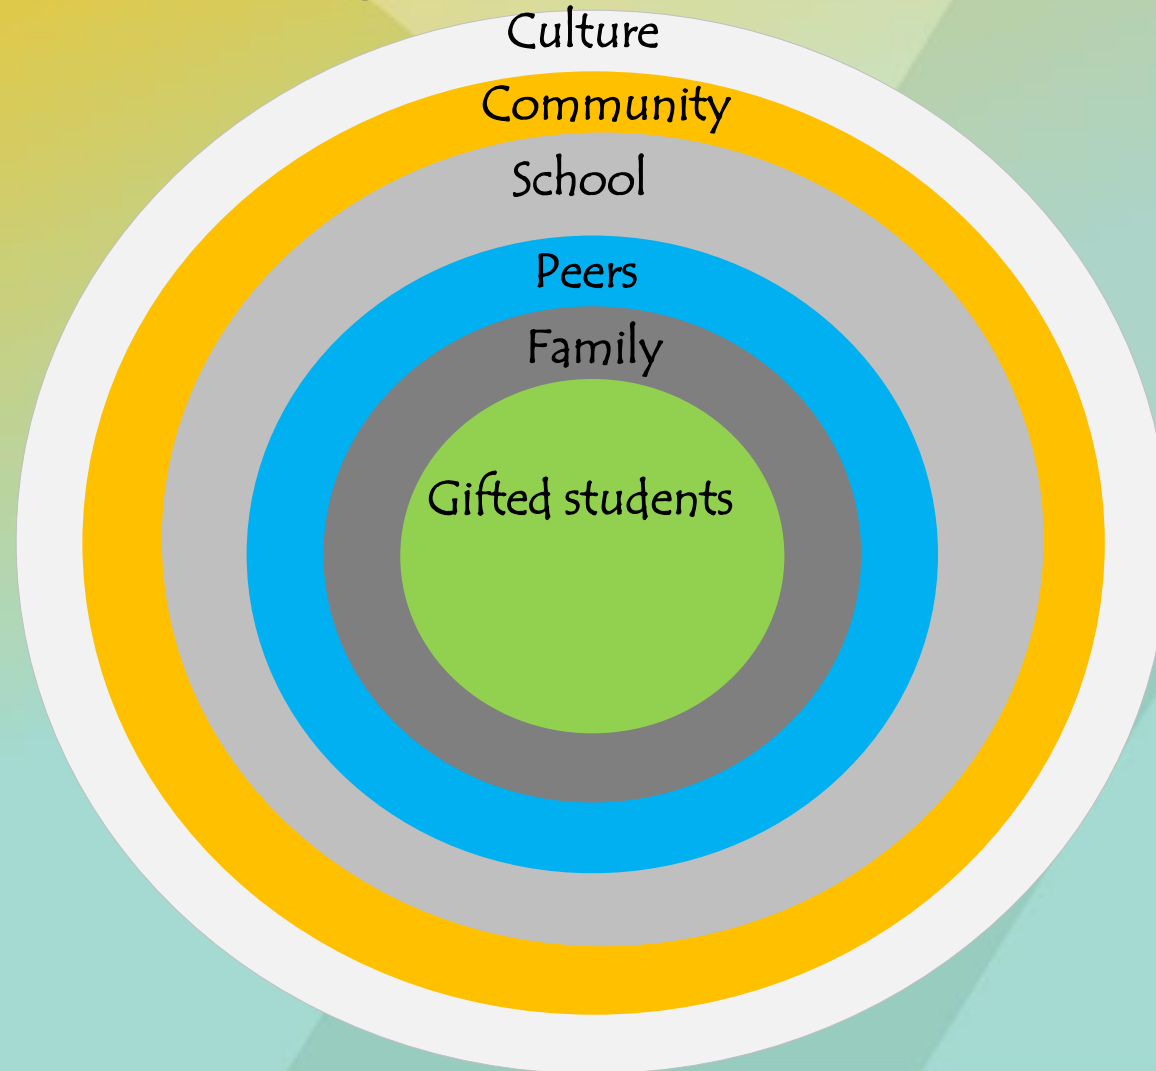 Culture
Community
School
Peers
Family
Gifted students